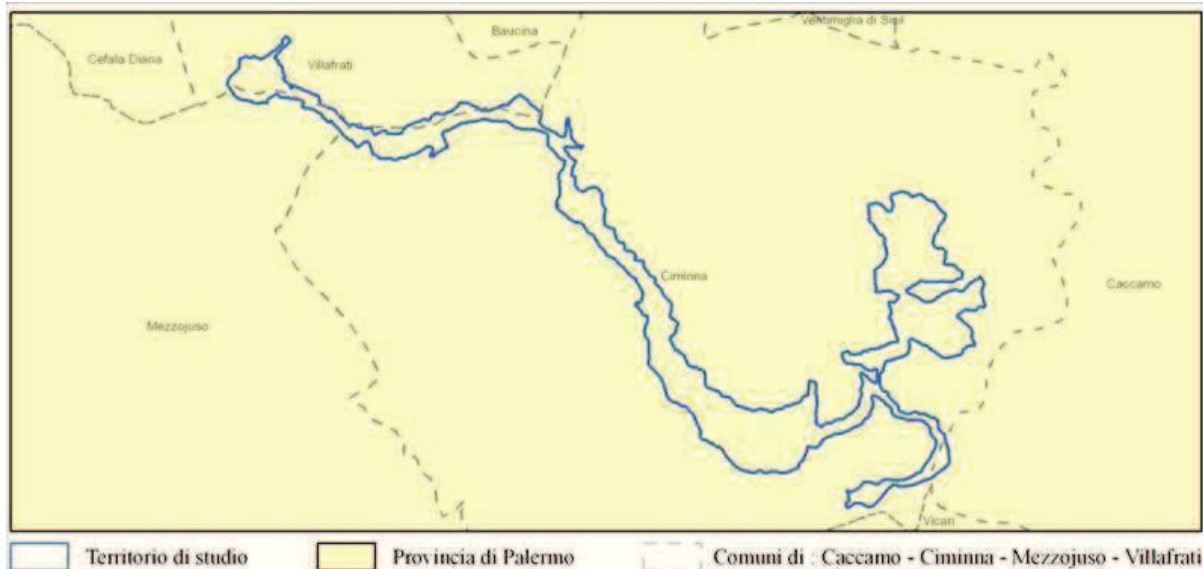 Ventimiglia di Sicil
Baucina
Cefala Diana
Villafrati
Ciminna
Caccamo
Mezzojuso
Vicari
Territorio di studio
Provincia di Palermo
Comuni di : Caccamo - Ciminna - Mezzojuso - Villafrati